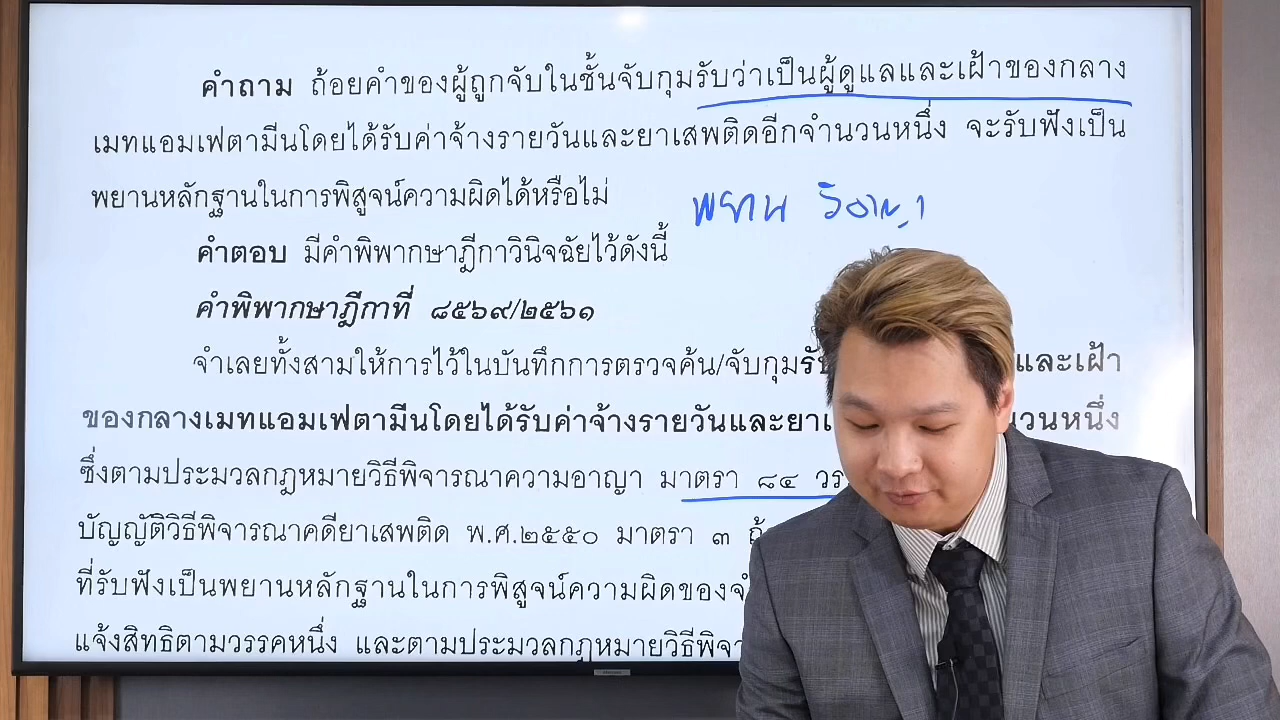 คำถาม ถ้อยคำของผู้ถูกจับในชั้นจับกุมรับว่าเป็นผู้ดูแลและเฝ้าของกลาง
เมทแอมเฟตามีนโดยได้รับค่าจ้างรายวันและยาเสพติดอีกจำนวนหนึ่ง จะรับฟังเป็น
พยานหลักฐานในการพิสูจน์ความผิดได้หรือไม่
พยาน วิอาญา
คำตอบ มีคำพิพากษาฎีกาวินิจฉัยไว้ดังนี้
คำพิพากษาฎีกาที่ ๘๕๖๙/๒๕๖๑
จำเลยทั้งสามให้การไว้ในบันทึกการตรวจค้น/จับกุม และเฝ้า
ของกลางเมทแอมเฟตามีนโดยได้รับค่าจ้างรายวันและ
ซึ่งตามประมวลกฎหมายวิธีพิจารณาความอาญา มาตรา ๘๔
บัญญัติวิธีพิจารณาคดียาเสพติด พ.ศ.๒๕๕๐ มาตรา ๓
ที่รับฟังเป็นพยานหลักฐานในการพิสูจน์ความผิดของ
แจ้งสิทธิตามวรรคหนึ่ง และตามประมวลกฎหมาย